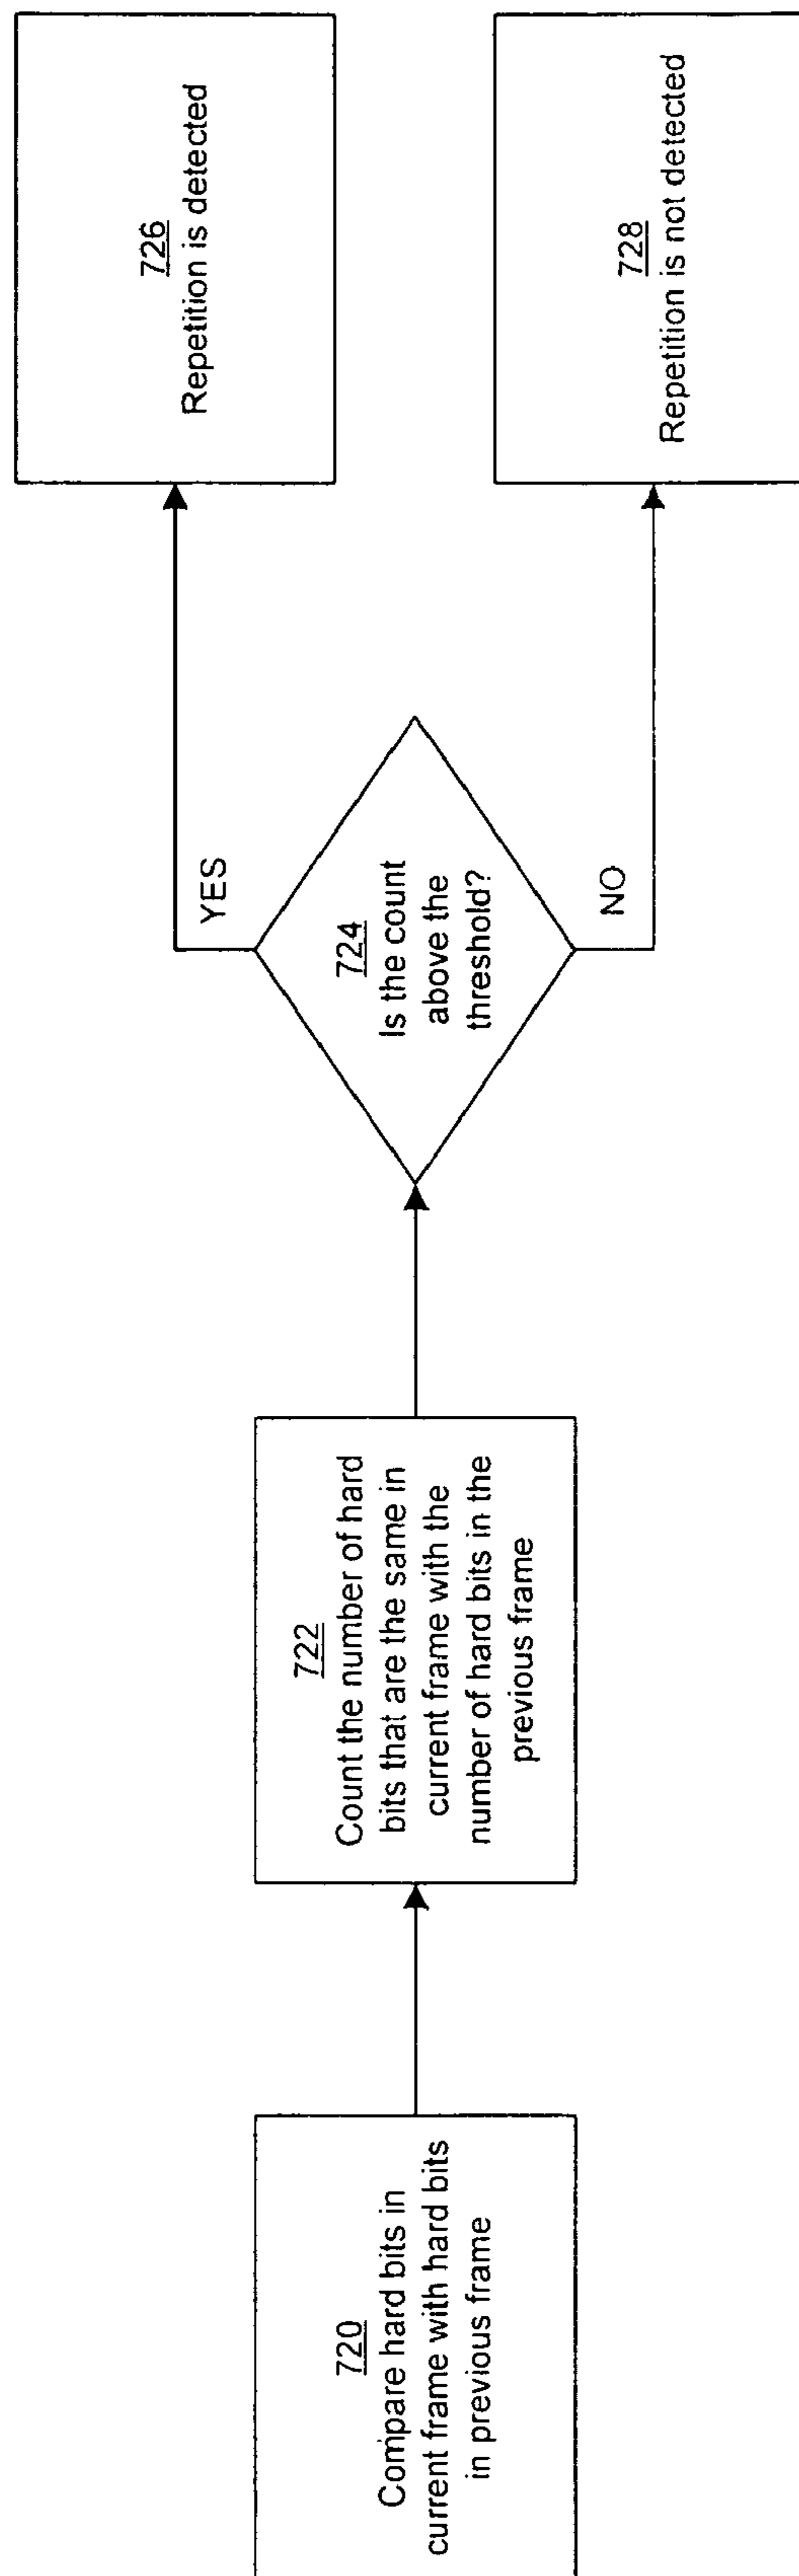 720
Compare hard bits in
current frame with hard bits
in previous frame
722
Count the number of hard
bits that are the same in
current frame with the
number of hard bits in the
previous frame
724
Is the count
above the
threshold?
YES
726
Repetition is detected
NO
728
Repetition is not detected